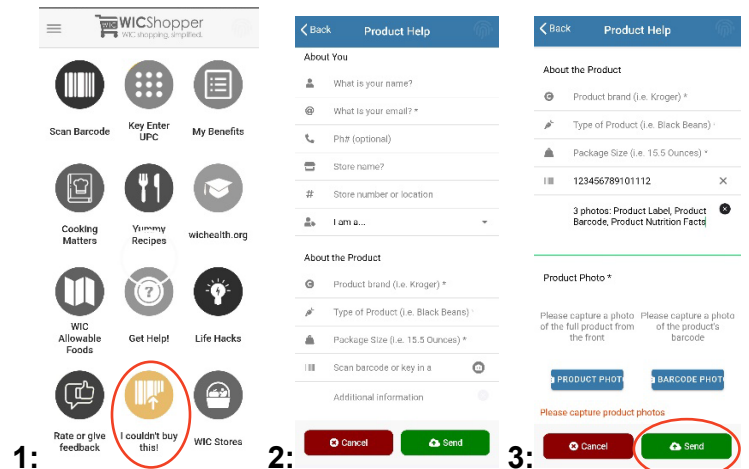 WIC WICShopper
WIC shopping, simplified.
Scan Barcode
Key Enter
UPC
My Benefits
Cooking
Matters
Yummy
Recipes
wichealth.org
WIC
Allowable
Foods
Get Help!
Life Hacks
Rate or give
feedback
I couldn't buy
this!
WIC Stores
1:
Back Product Help
About You
What is your name?
@ What is your email? *
Ph# (optional)
Store name?
# Store number or location
I am a...
About the Product
Product brand (i.e. Kroger) *
Type of Product (i.e. Black Beans)
Package Size (i.e. 15.5 Ounces) *
Scan barcode or key in a
Additional information
Cancel Send
2:
Back Product Help
About the Product
Product brand (i.e. Kroger) *
Type of Product (i.e. Black Beans)
Package Size (i.e. 15.5 Ounces) *
123456789101112
3 photos: Product Label, Product
Barcode, Product Nutrition Facts
Product Photo *
Please capture a photo
of the full product from
the front
Please capture a photo
of the product's
barcode
PRODUCT PHOT
BARCODE PHOT
Please capture product photos
Cancel Send
3: